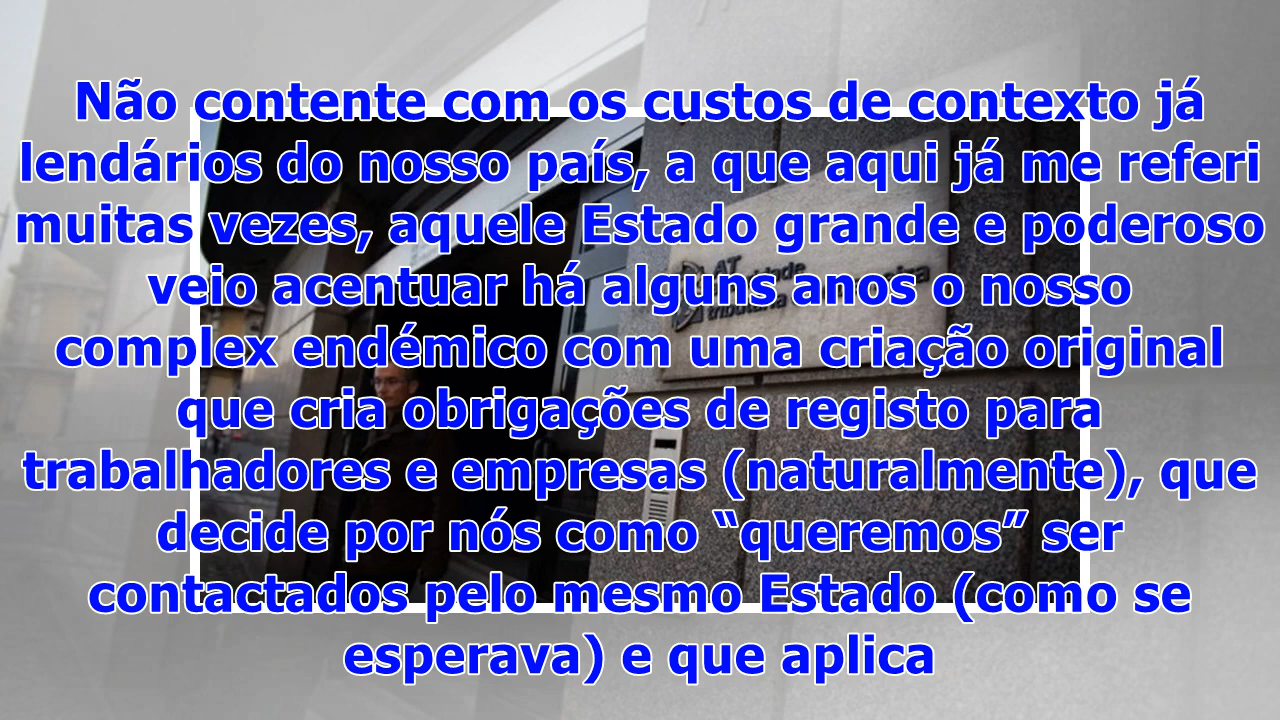 Não contente com os custos de contexto já
lendários do nosso país, a que aqui já me referi
muitas vezes, aquele Estado grande e poderoso
veio acentuar há alguns anos o nosso
complex endémico com uma criação original
que cria obrigações de registo para
trabalhadores e empresas (naturalmente), que
decide por nós como “queremos” ser
contactados pelo mesmo Estado (como se
esperava) e que aplica
AT
tributária